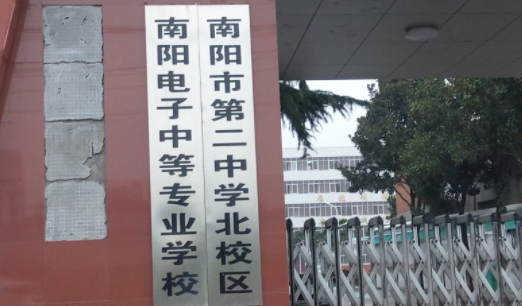 南阳市第二中学北校区
南阳电子中等专业学校